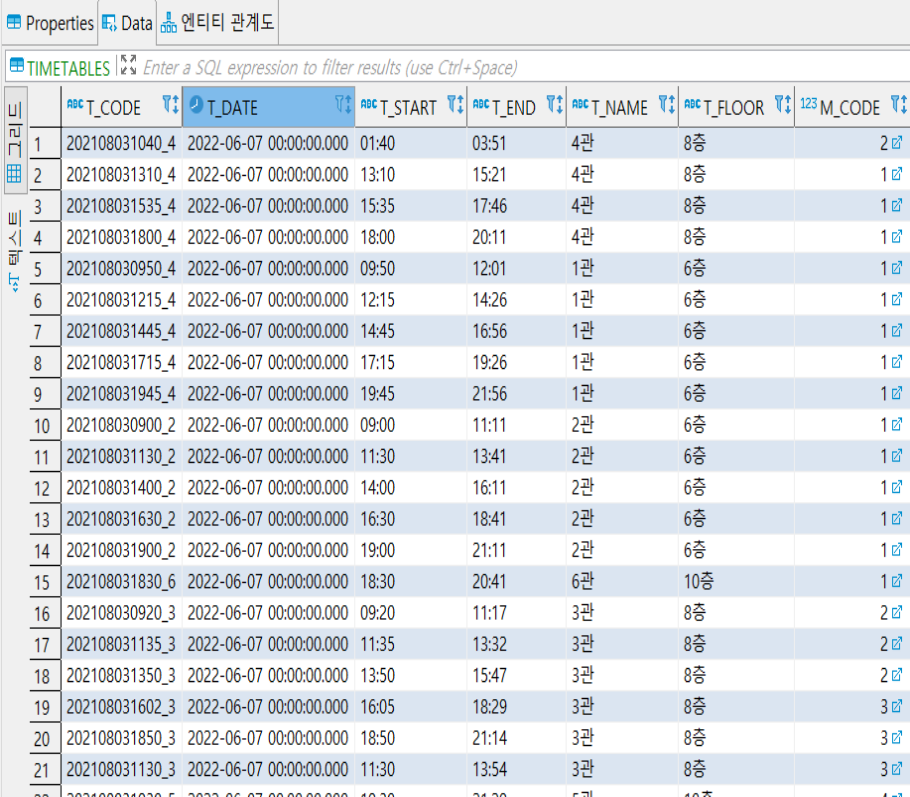 Properties Data 엔티티 관계도
TIMETABLES Enter a SQL expression to filter results (use Ctrl+Space)
그리드
텍스트
ABC T_CODE T_DATE ABC T_START ABC T_END ABC T_NAME ABC T_FLOOR 123 M_CODE
1 202108031040_4 2022-06-07 00:00:00.000 01:40 03:51 4관 8층 2
2 202108031310_4 2022-06-07 00:00:00.000 13:10 15:21 4관 8층 1
3 202108031535_4 2022-06-07 00:00:00.000 15:35 17:46 4관 8층 1
4 202108031800_4 2022-06-07 00:00:00.000 18:00 20:11 4관 8층 1
5 202108030950_4 2022-06-07 00:00:00.000 09:50 12:01 1관 6층 1
6 202108031215_4 2022-06-07 00:00:00.000 12:15 14:26 1관 6층 1
7 202108031445_4 2022-06-07 00:00:00.000 14:45 16:56 1관 6층 1
8 202108031715_4 2022-06-07 00:00:00.000 17:15 19:26 1관 6층 1
9 202108031945_4 2022-06-07 00:00:00.000 19:45 21:56 1관 6층 1
10 202108030900_2 2022-06-07 00:00:00.000 09:00 11:11 2관 6층 1
11 202108031130_2 2022-06-07 00:00:00.000 11:30 13:41 2관 6층 1
12 202108031400_2 2022-06-07 00:00:00.000 14:00 16:11 2관 6층 1
13 202108031630_2 2022-06-07 00:00:00.000 16:30 18:41 2관 6층 1
14 202108031900_2 2022-06-07 00:00:00.000 19:00 21:11 2관 6층 1
15 202108031830_6 2022-06-07 00:00:00.000 18:30 20:41 6관 10층 1
16 202108030920_3 2022-06-07 00:00:00.000 09:20 11:17 3관 8층 2
17 202108031135_3 2022-06-07 00:00:00.000 11:35 13:32 3관 8층 2
18 202108031350_3 2022-06-07 00:00:00.000 13:50 15:47 3관 8층 2
19 202108031602_3 2022-06-07 00:00:00.000 16:05 18:29 3관 8층 3
20 202108031850_3 2022-06-07 00:00:00.000 18:50 21:14 3관 8층 3
21 202108031130_3 2022-06-07 00:00:00.000 11:30 13:54 3관 8층 3